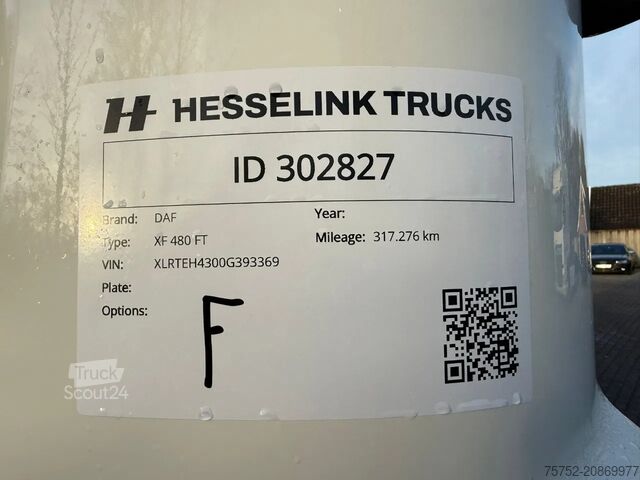 H HESSELINK TRUCKS
ID 302827
Brand: DAF
Year:
Type: XF 480 FT
Mileage: 317.276 km
VIN: XLRTEH4300G393369
Plate:
Options:
F
Truck
Scout24
75752-20869977